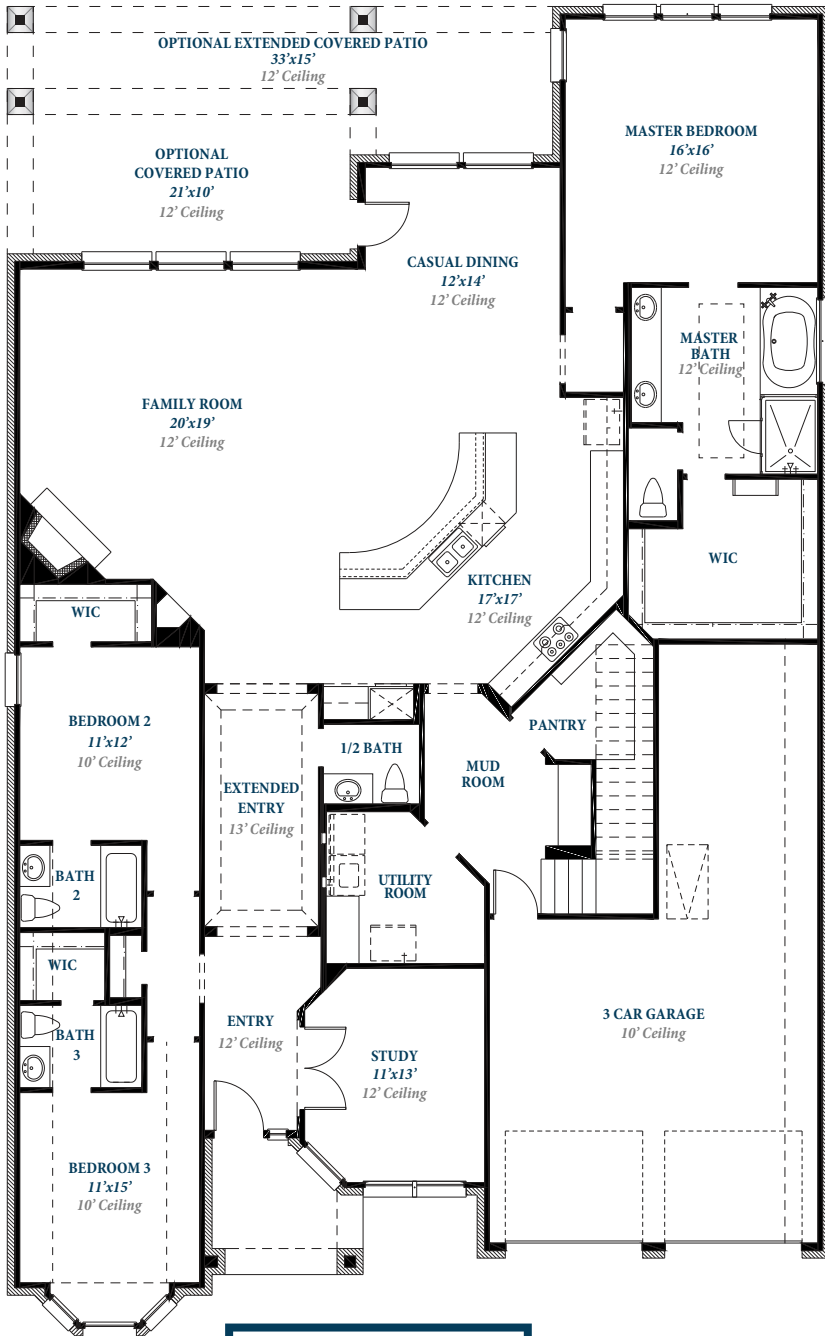 OPTIONAL EXTENDED COVERED PATIO
33'x15'
12' Ceiling
MASTER BEDROOM
16'x16'
12' Ceiling
OPTIONAL
COVERED PATIO
21'x10'
12' Ceiling
CASUAL DINING
12'x14'
12' Ceiling
MASTER
BATH
12' Ceiling
FAMILY ROOM
20'x19'
12' Ceiling
WIC
KITCHEN
17'x17'
12' Ceiling
WIC
BEDROOM 2
11'x12'
10' Ceiling
PANTRY
1/2 BATH
MUD
ROOM
EXTENDED
ENTRY
13' Ceiling
BATH
2
UTILITY
ROOM
WIC
ENTRY
12' Ceiling
3 CAR GARAGE
10' Ceiling
BATH
3
STUDY
11'x13'
12' Ceiling
BEDROOM 3
11'x15'
10' Ceiling